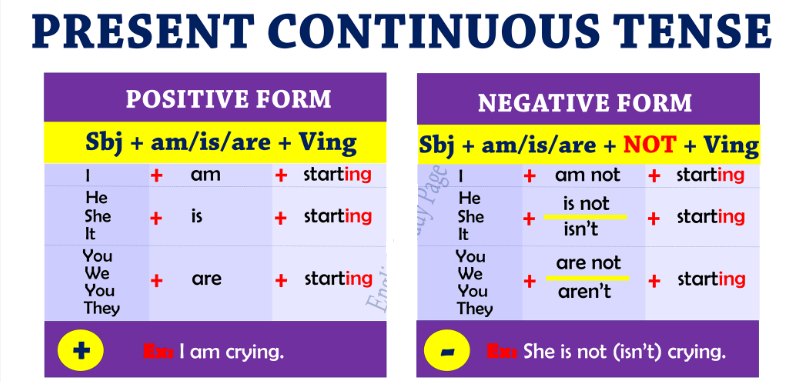 PRESENT CONTINUOUS TENSE
POSITIVE FORM
Sbj + am/is/are + Ving
I + am + starting
He
She + is + starting
It
You
We
You + are + starting
They
+ Ex: I am crying.
NEGATIVE FORM
Sbj + am/is/are + NOT + Ving
I + am not + starting
He
She + is not + starting
It isn't
You
We are not
You + aren't + starting
They
- Ex: She is not (isn't) crying.